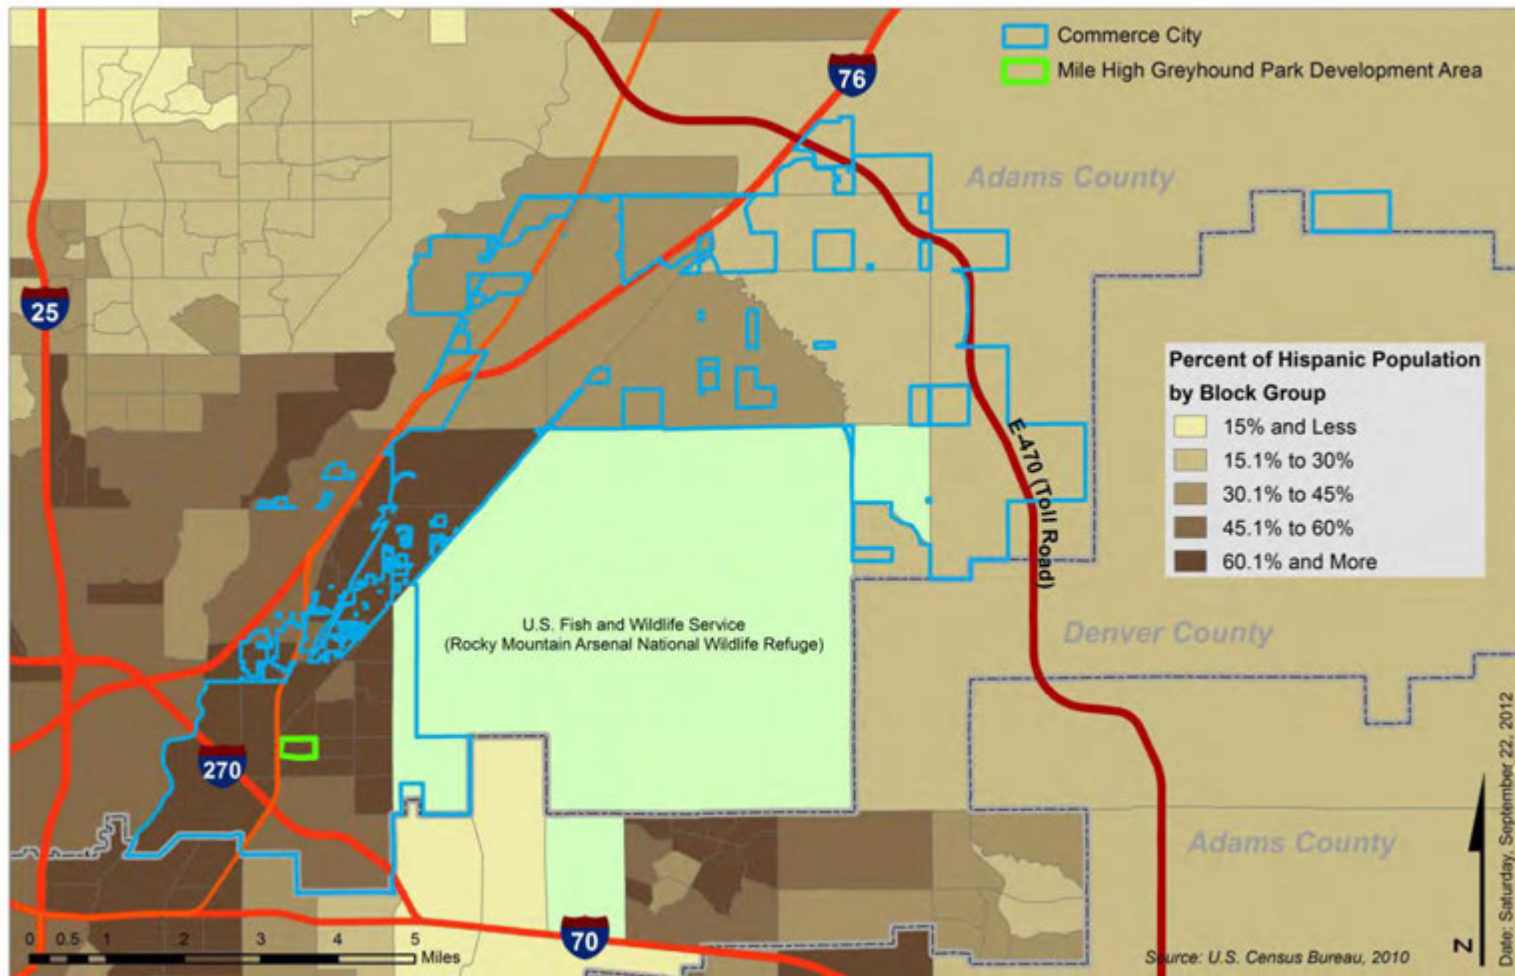 Commerce City
Mile High Greyhound Park Development Area
76
Adams County
25
Percent of Hispanic Population
by Block Group
15% and Less
15.1% to 30%
30.1% to 45%
45.1% to 60%
60.1% and More
E-470 (Toll Road)
U.S. Fish and Wildlife Service
(Rocky Mountain Arsenal National Wildlife Refuge)
Denver County
270
Adams County
70
0 0.5 1 2 3 4 5
Miles
Source: U.S. Census Bureau, 2010
N
Date: Saturday, September 22, 2012